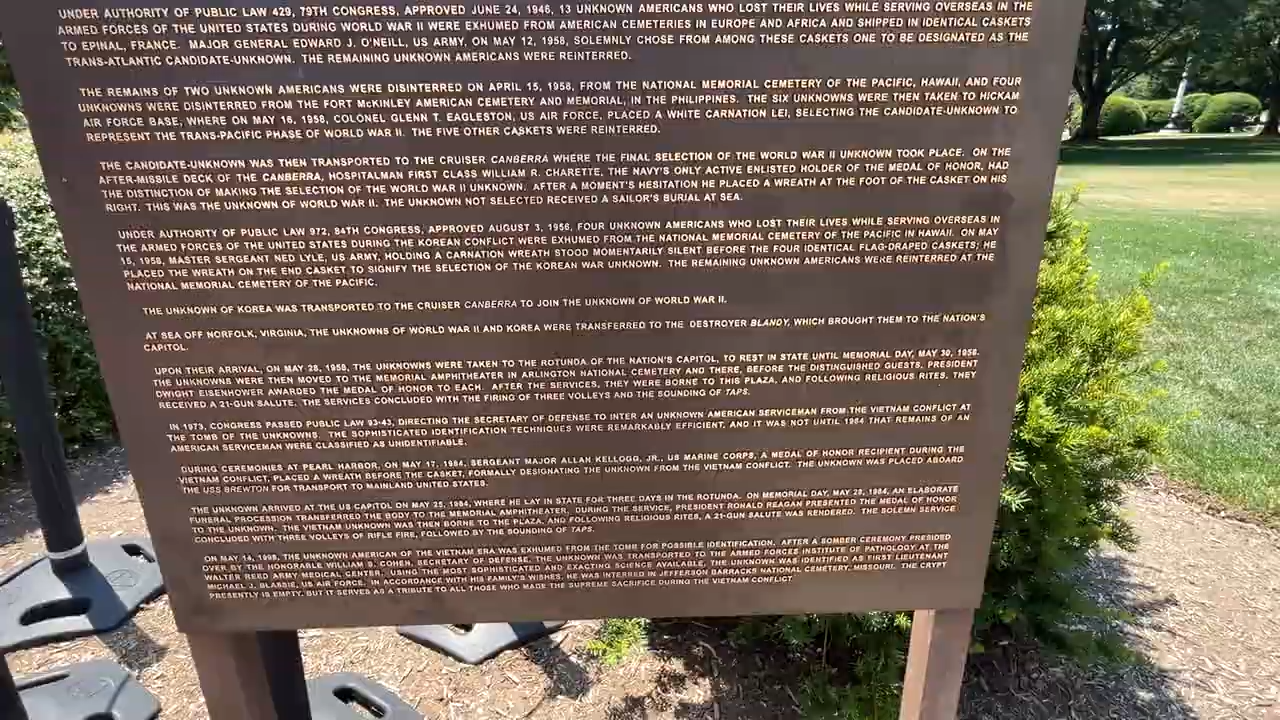 UNDER AUTHORITY OF PUBLIC LAW 429, 79TH CONGRESS, APPROVED JUNE 24, 1946, 13 UNKNOWN AMERICANS WHO LOST THEIR LIVES WHILE SERVING OVERSEAS IN THE
ARMED FORCES OF THE UNITED STATES DURING WORLD WAR II WERE EXHUMED FROM AMERICAN CEMETERIES IN EUROPE AND AFRICA AND SHIPPED IN IDENTICAL CASKETS
TO EPINAL, FRANCE. MAJOR GENERAL EDWARD J. O'NEILL, US ARMY, ON MAY 12, 1958, SOLEMNLY CHOSE FROM AMONG THESE CASKETS ONE TO BE DESIGNATED AS THE
TRANS-ATLANTIC CANDIDATE-UNKNOWN. THE REMAINING UNKNOWN AMERICANS WERE REINTERRED.
THE REMAINS OF TWO UNKNOWN AMERICANS WERE DISINTERRED ON APRIL 15, 1958, FROM THE NATIONAL MEMORIAL CEMETERY OF THE PACIFIC, HAWAII, AND FOUR
UNKNOWNS WERE DISINTERRED FROM THE FORT McKINLEY AMERICAN CEMETERY AND MEMORIAL, IN THE PHILIPPINES. THE SIX UNKNOWNS WERE THEN TAKEN TO HICKAM
AIR FORCE BASE, WHERE ON MAY 16, 1958, COLONEL GLENN T. EAGLESTON, US AIR FORCE, PLACED A WHITE CARNATION LEI, SELECTING THE CANDIDATE-UNKNOWN TO
REPRESENT THE TRANS-PACIFIC PHASE OF WORLD WAR II. THE FIVE OTHER CASKETS WERE REINTERRED.
THE CANDIDATE-UNKNOWN WAS THEN TRANSPORTED TO THE CRUISER CANBERRA WHERE THE FINAL SELECTION OF THE WORLD WAR II UNKNOWN TOOK PLACE. ON THE
AFTER-MISSILE DECK OF THE CANBERRA, HOSPITALMAN FIRST CLASS WILLIAM R. CHARETTE, THE NAVY'S ONLY ACTIVE ENLISTED HOLDER OF THE MEDAL OF HONOR, HAD
THE DISTINCTION OF MAKING THE SELECTION OF THE WORLD WAR II UNKNOWN. AFTER A MOMENT'S HESITATION HE PLACED A WREATH AT THE FOOT OF THE CASKET ON HIS
RIGHT. THIS WAS THE UNKNOWN OF WORLD WAR II. THE UNKNOWN NOT SELECTED RECEIVED A SAILOR'S BURIAL AT SEA.
UNDER AUTHORITY OF PUBLIC LAW 972, 84TH CONGRESS, APPROVED AUGUST 3, 1956, FOUR UNKNOWN AMERICANS WHO LOST THEIR LIVES WHILE SERVING OVERSEAS IN
THE ARMED FORCES OF THE UNITED STATES DURING THE KOREAN CONFLICT WERE EXHUMED FROM THE NATIONAL MEMORIAL CEMETERY OF THE PACIFIC IN HAWAII. ON MAY
15, 1958, MASTER SERGEANT NED LYLE, US ARMY, HOLDING A CARNATION WREATH STOOD MOMENTARILY SILENT BEFORE THE FOUR IDENTICAL FLAG-DRAPED CASKETS; HE
PLACED THE WREATH ON THE END CASKET TO SIGNIFY THE SELECTION OF THE KOREAN WAR UNKNOWN. THE REMAINING UNKNOWN AMERICANS WERE REINTERRED AT THE
NATIONAL MEMORIAL CEMETERY OF THE PACIFIC.
THE UNKNOWN OF KOREA WAS TRANSPORTED TO THE CRUISER CANBERRA TO JOIN THE UNKNOWN OF WORLD WAR II.
AT SEA OFF NORFOLK, VIRGINIA, THE UNKNOWNS OF WORLD WAR II AND KOREA WERE TRANSFERRED TO THE DESTROYER BLANDY, WHICH BROUGHT THEM TO THE NATION'S
CAPITOL.
UPON THEIR ARRIVAL, ON MAY 28, 1958, THE UNKNOWNS WERE TAKEN TO THE ROTUNDA OF THE NATION'S CAPITOL, TO REST IN STATE UNTIL MEMORIAL DAY, MAY 30, 1958.
THE UNKNOWNS WERE THEN MOVED TO THE MEMORIAL AMPHITHEATER IN ARLINGTON NATIONAL CEMETERY AND THERE, BEFORE THE DISTINGUISHED GUESTS, PRESIDENT
DWIGHT EISENHOWER AWARDED THE MEDAL OF HONOR TO EACH. AFTER THE SERVICES, THEY WERE BORNE TO THIS PLAZA, AND FOLLOWING RELIGIOUS RITES, THEY
RECEIVED A 21-GUN SALUTE. THE SERVICES CONCLUDED WITH THE FIRING OF THREE VOLLEYS AND THE SOUNDING OF TAPS.
IN 1973, CONGRESS PASSED PUBLIC LAW 93-43, DIRECTING THE SECRETARY OF DEFENSE TO INTER AN UNKNOWN AMERICAN SERVICEMAN FROM THE VIETNAM CONFLICT AT
THE TOMB OF THE UNKNOWNS. THE SOPHISTICATED IDENTIFICATION TECHNIQUES WERE REMARKABLY EFFICIENT, AND IT WAS NOT UNTIL 1984 THAT REMAINS OF AN
AMERICAN SERVICEMAN WERE CLASSIFIED AS UNIDENTIFIABLE.
DURING CEREMONIES AT PEARL HARBOR, ON MAY 17, 1984, SERGEANT MAJOR ALLAN KELLOGG, JR., US MARINE CORPS, A MEDAL OF HONOR RECIPIENT DURING THE
VIETNAM CONFLICT, PLACED A WREATH BEFORE THE CASKET, FORMALLY DESIGNATING THE UNKNOWN FROM THE VIETNAM CONFLICT. THE UNKNOWN WAS PLACED ABOARD
THE USS BREWTON FOR TRANSPORT TO MAINLAND UNITED STATES.
THE UNKNOWN ARRIVED AT THE US CAPITOL ON MAY 25, 1984, WHERE HE LAY IN STATE FOR THREE DAYS IN THE ROTUNDA. ON MEMORIAL DAY, MAY 28, 1984, AN ELABORATE
FUNERAL PROCESSION TRANSFERRED THE BODY TO THE MEMORIAL AMPHITHEATER, DURING THE SERVICE, PRESIDENT RONALD REAGAN PRESENTED THE MEDAL OF HONOR
TO THE UNKNOWN. THE VIETNAM UNKNOWN WAS THEN BORNE TO THE PLAZA, AND FOLLOWING RELIGIOUS RITES, A 21-GUN SALUTE WAS RENDERED. THE SOLEMN SERVICE
CONCLUDED WITH THREE VOLLEYS OF RIFLE FIRE, FOLLOWED BY THE SOUNDING OF TAPS.
ON MAY 14, 1998, THE UNKNOWN AMERICAN OF THE VIETNAM ERA WAS EXHUMED FROM THE TOMB FOR POSSIBLE IDENTIFICATION. AFTER A SOMBER CEREMONY PRESIDED
OVER BY THE HONORABLE WILLIAM S. COHEN, SECRETARY OF DEFENSE, THE UNKNOWN WAS TRANSPORTED TO THE ARMED FORCES INSTITUTE OF PATHOLOGY AT THE
WALTER REED ARMY MEDICAL CENTER. USING THE MOST SOPHISTICATED AND EXACTING SCIENCE AVAILABLE, THE UNKNOWN WAS IDENTIFIED AS FIRST LIEUTENANT
MICHAEL J. BLASSIE, US AIR FORCE. IN ACCORDANCE WITH HIS FAMILY'S WISHES, HE WAS INTERRED IN JEFFERSON BARRACKS NATIONAL CEMETERY, MISSOURI. THE CRYPT
PRESENTLY IS EMPTY, BUT IT SERVES AS A TRIBUTE TO ALL THOSE WHO MADE THE SUPREME SACRIFICE DURING THE VIETNAM CONFLICT.